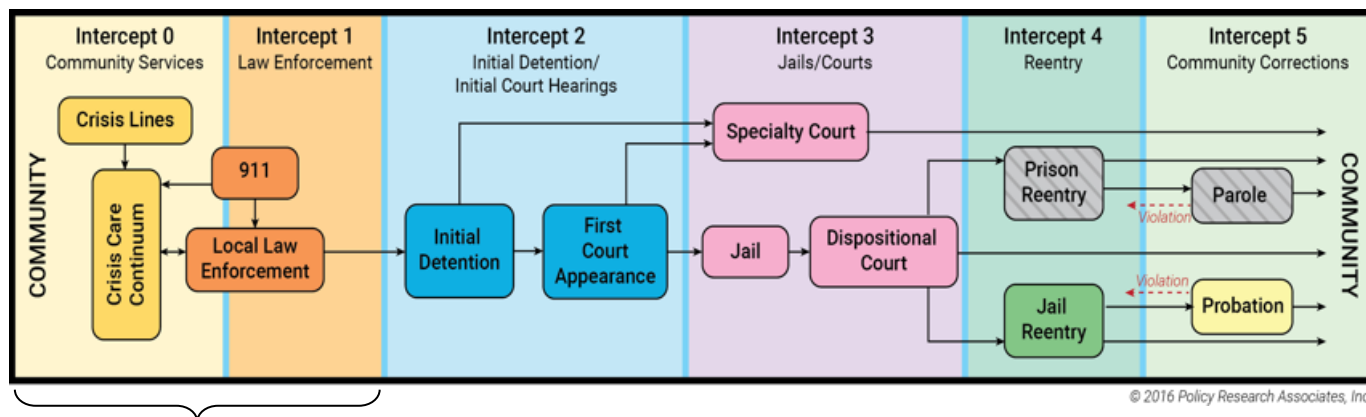 Intercept 0
Community Services
Intercept 1
Law Enforcement
Intercept 2
Initial Detention/
Initial Court Hearings
Intercept 3
Jails/Courts
Intercept 4
Reentry
Intercept 5
Community Corrections
COMMUNITY
Crisis Lines
Crisis Care
Continuum
911
Local Law
Enforcement
Initial
Detention
First
Court
Appearance
Specialty Court
Jail
Dispositional
Court
Prison
Reentry
Violation
Parole
Jail
Reentry
Violation
Probation
COMMUNITY
© 2016 Policy Research Associates, Inc